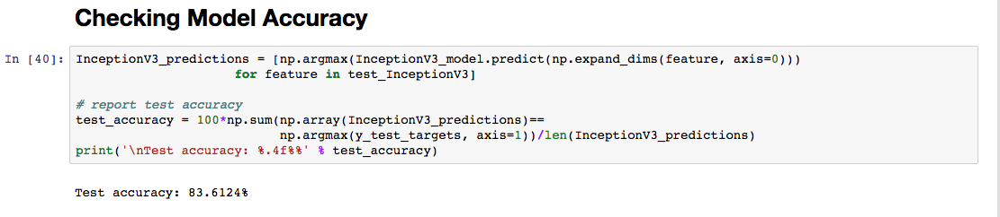 Checking Model Accuracy
In [40]: InceptionV3_predictions = [np.argmax(InceptionV3_model.predict(np.expand_dims(feature, axis=0)))
for feature in test_InceptionV3]
# report test accuracy
test_accuracy = 100*np.sum(np.array(InceptionV3_predictions)==
np.argmax(y_test_targets, axis=1))/len(InceptionV3_predictions)
print('\nTest accuracy: %.4f%%' % test_accuracy)
Test accuracy: 83.6124%